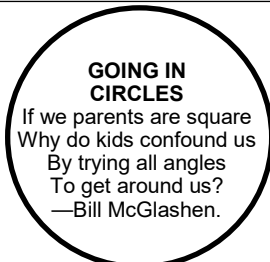 GOING IN
CIRCLES
If we parents are square
Why do kids confound us
By trying all angles
To get around us?
—Bill McGlashen.